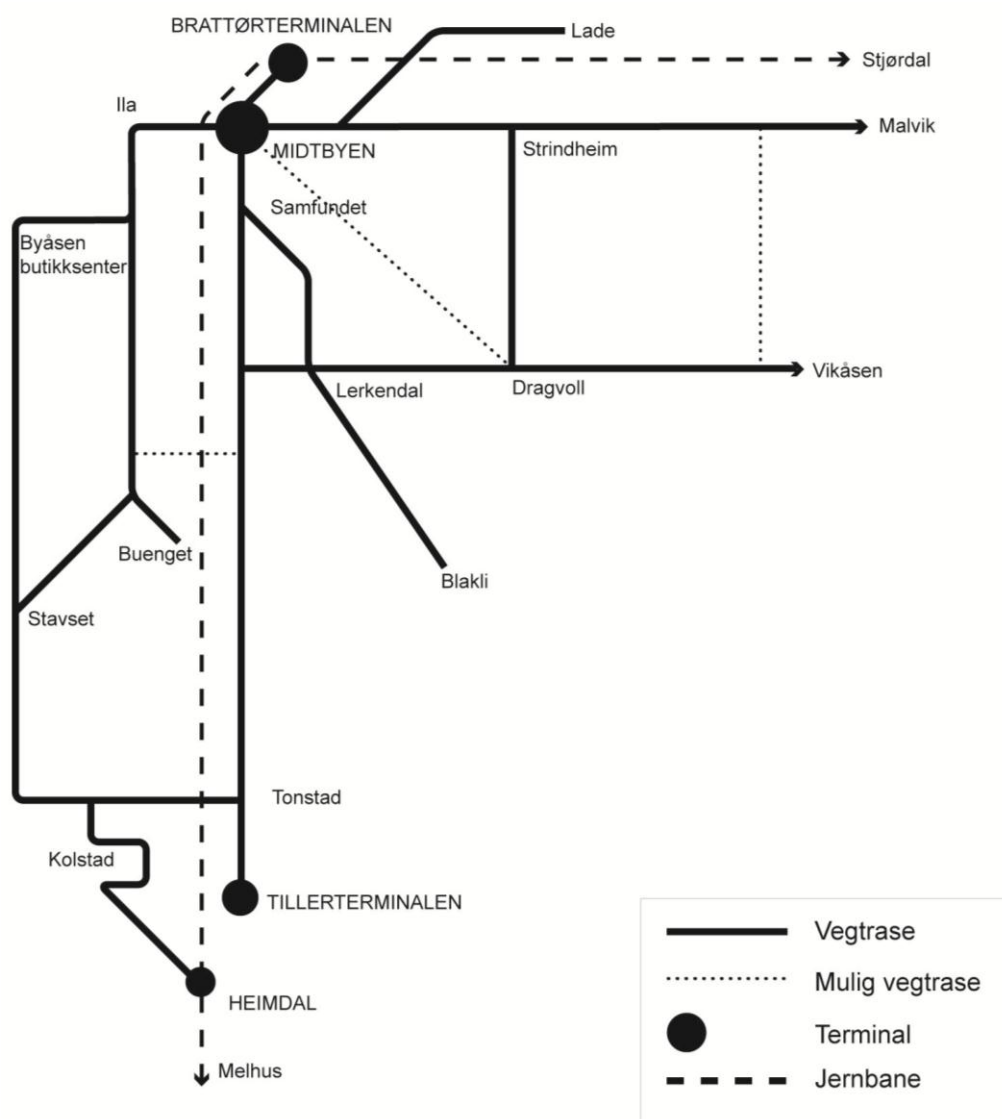 BRATTØRTERMINALEN
Lade
Stjørdal
Ila
Malvik
MIDTBYEN
Strindheim
Samfundet
Byåsen
butikksenter
Vikåsen
Lerkendal
Dragvoll
Buenget
Blakli
Stavset
Tonstad
Kolstad
TILLERTERMINALEN
HEIMDAL
Melhus
Vegtrase
Mulig vegtrase
Terminal
Jernbane